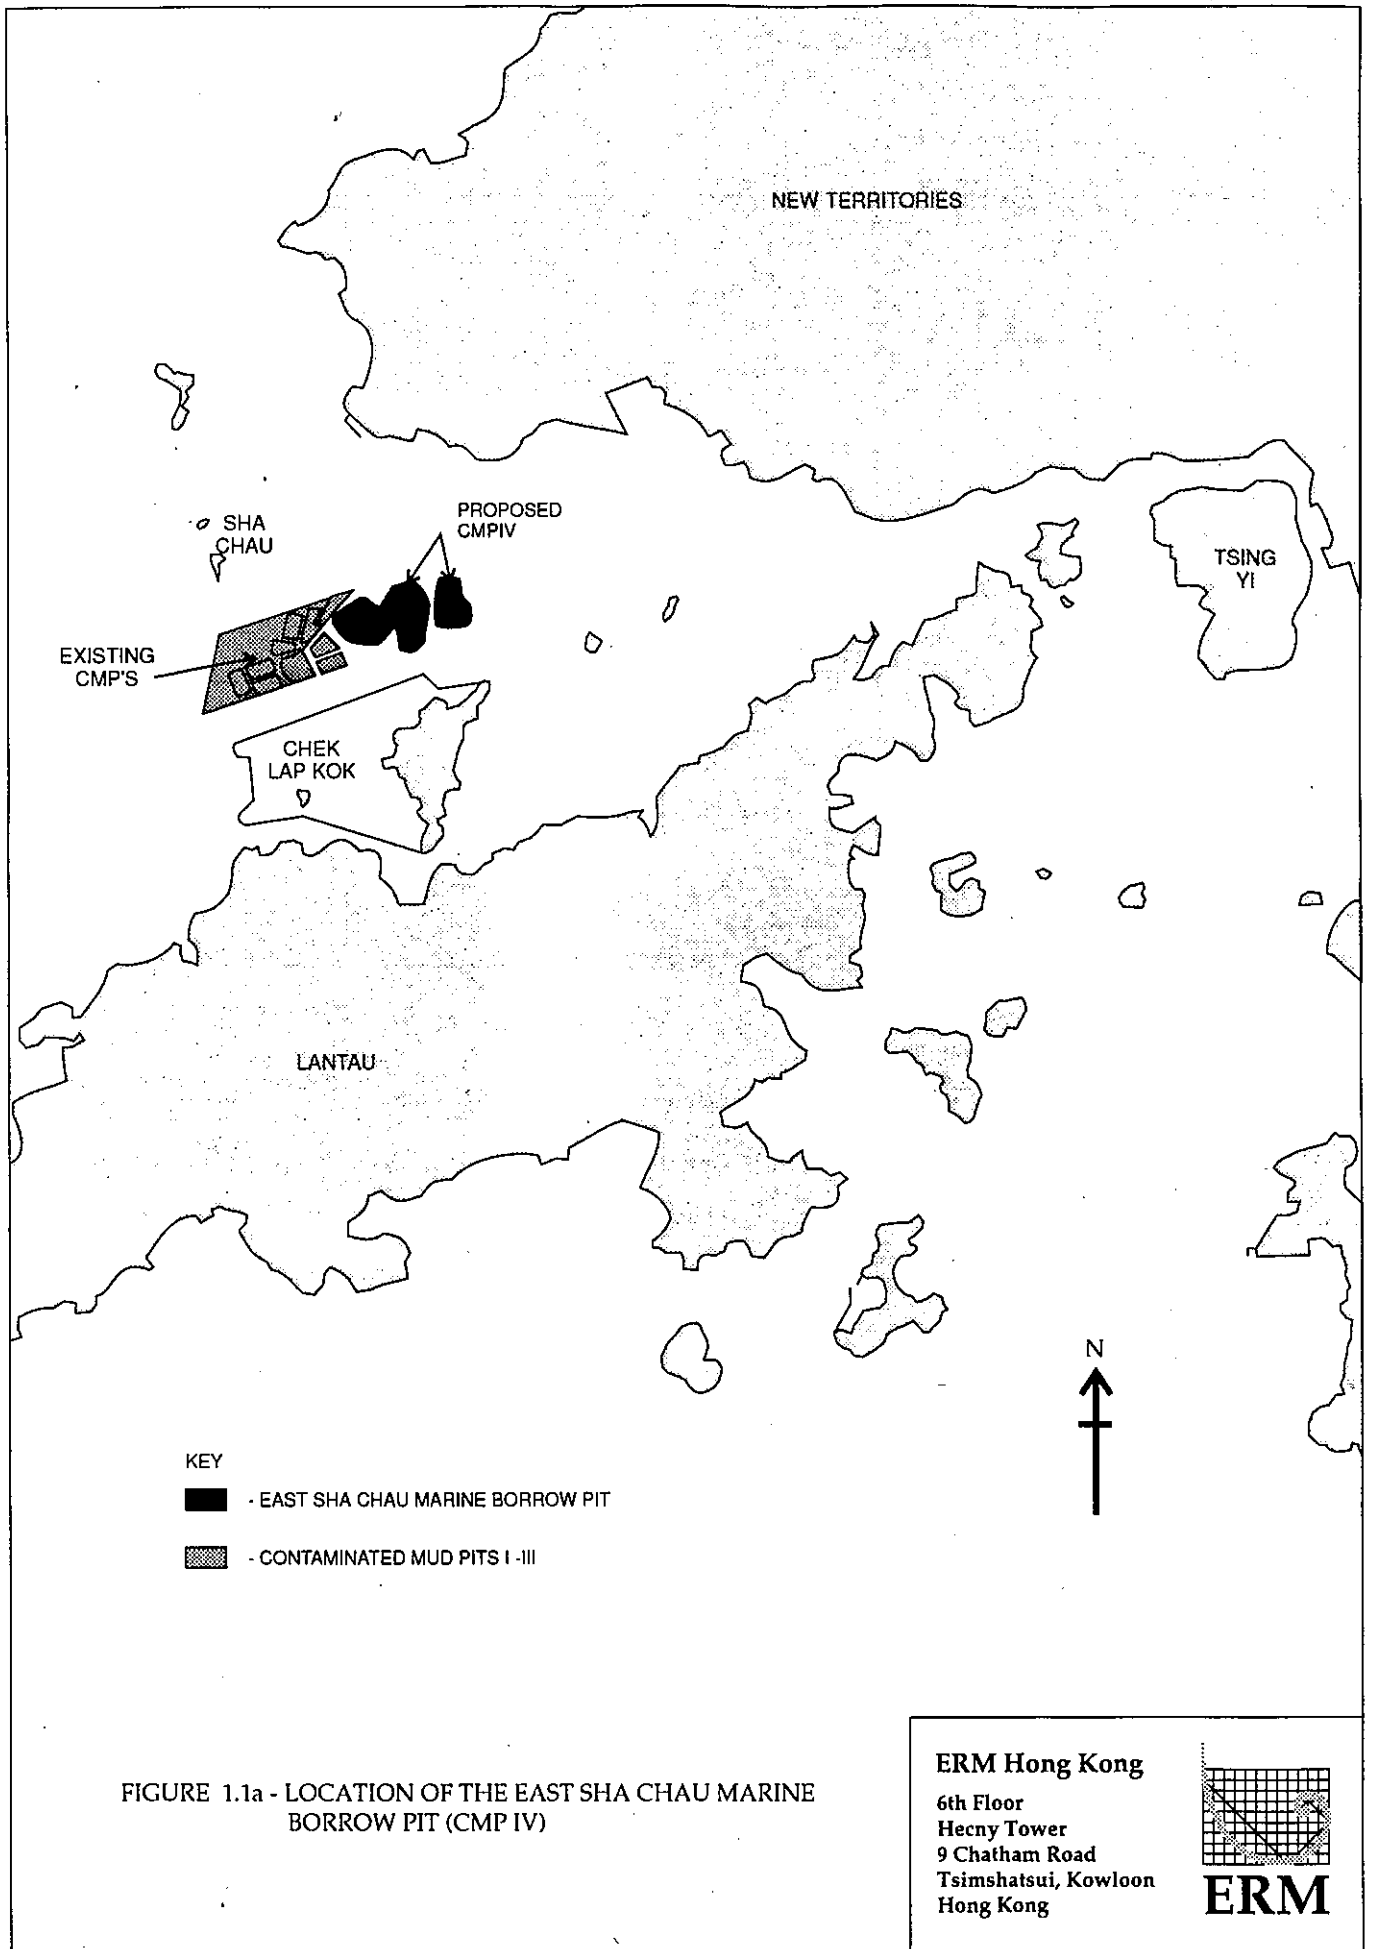 NEW TERRITORIES
PROPOSED
CMPIV
SHA
CHAU
TSING
YI
EXISTING
CMP'S
CHEK
LAP KOK
LANTAU
N
KEY
- EAST SHA CHAU MARINE BORROW PIT
- CONTAMINATED MUD PITS I -III
FIGURE 1.1a - LOCATION OF THE EAST SHA CHAU MARINE
BORROW PIT (CMP IV)
ERM Hong Kong
6th Floor
Hecny Tower
9 Chatham Road
Tsimshatsui, Kowloon
Hong Kong
ERM